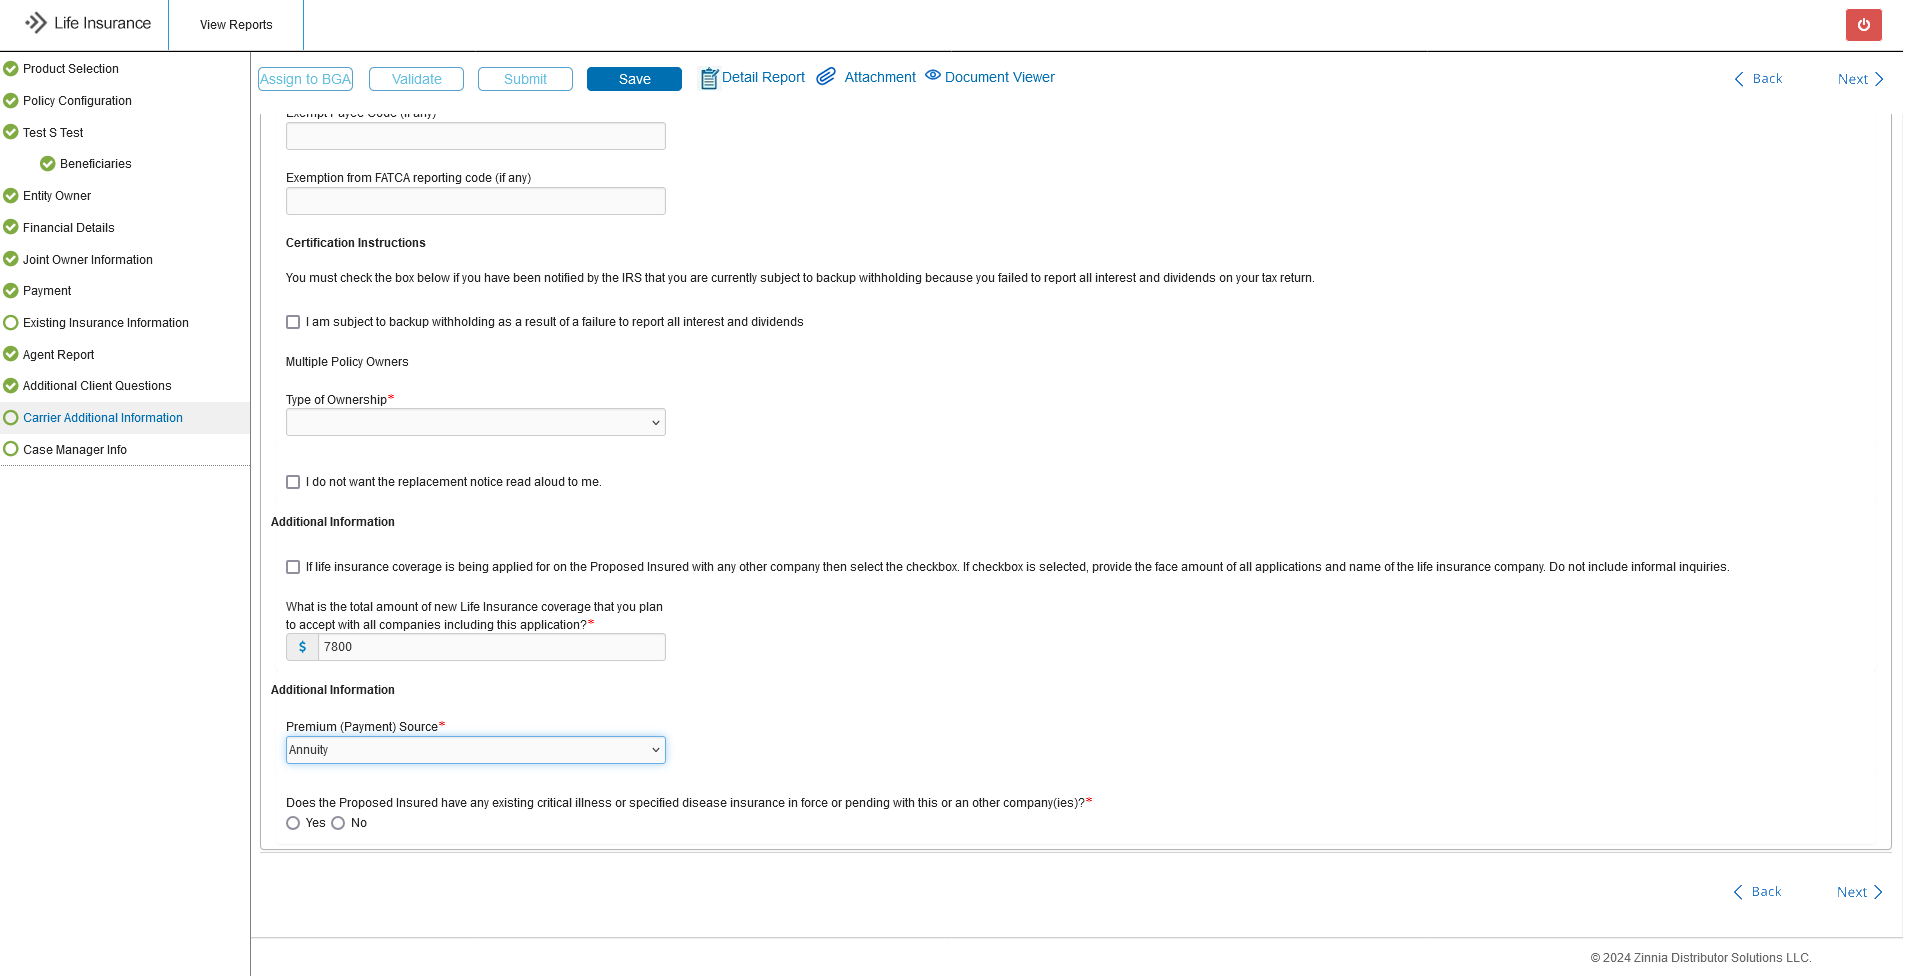 Life Insurance
View Reports
Product Selection
Policy Configuration
Test S Test
Beneficiaries
Entity Owner
Financial Details
Joint Owner Information
Payment
Existing Insurance Information
Agent Report
Additional Client Questions
Carrier Additional Information
Case Manager Info
Assign to BGA
Validate
Submit
Save
Detail Report
Attachment
Document Viewer
Back
Next
Exempt Payee Code (if any)
Exemption from FATCA reporting code (if any)
Certification Instructions
You must check the box below if you have been notified by the IRS that you are currently subject to backup withholding because you failed to report all interest and dividends on your tax return.
I am subject to backup withholding as a result of a failure to report all interest and dividends
Multiple Policy Owners
Type of Ownership*
I do not want the replacement notice read aloud to me.
Additional Information
If life insurance coverage is being applied for on the Proposed Insured with any other company then select the checkbox. If checkbox is selected, provide the face amount of all applications and name of the life insurance company. Do not include informal inquiries.
What is the total amount of new Life Insurance coverage that you plan
to accept with all companies including this application?*
$ 7800
Additional Information
Premium (Payment) Source*
Annuity
Does the Proposed Insured have any existing critical illness or specified disease insurance in force or pending with this or an other company(ies)?*
Yes No
Back
Next
© 2024 Zinnia Distributor Solutions LLC.